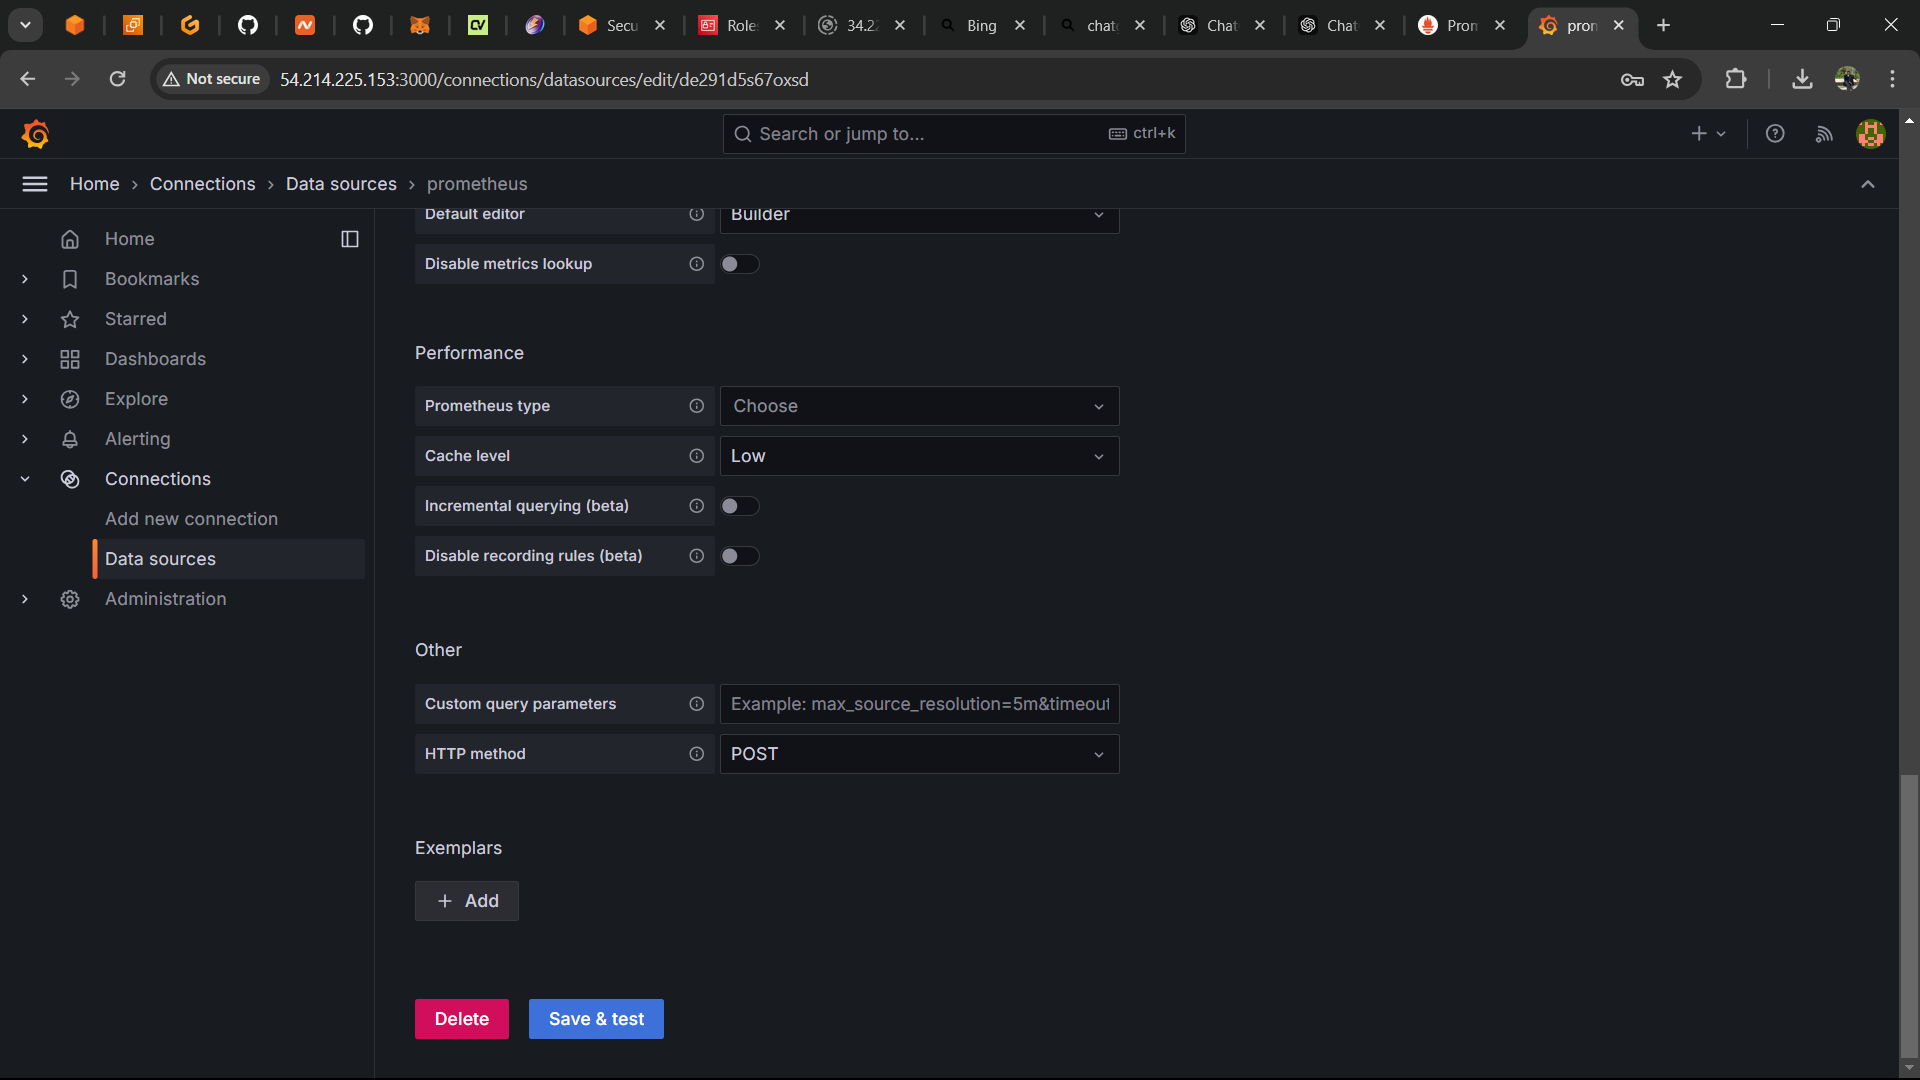 Secu
Role
34.22
Bing
chat
Chat
Chat
Pron
pron
Not secure
54.214.225.153:3000/connections/datasources/edit/de291d5s67oxsd
Search or jump to...
ctrl+k
Home › Connections › Data sources › prometheus
Home
Bookmarks
Starred
Dashboards
Explore
Alerting
Connections
Add new connection
Data sources
Administration
Default editor
Builder
Disable metrics lookup
Performance
Prometheus type
Choose
Cache level
Low
Incremental querying (beta)
Disable recording rules (beta)
Other
Custom query parameters
Example: max_source_resolution=5m&timeout
HTTP method
POST
Exemplars
+ Add
Delete
Save & test